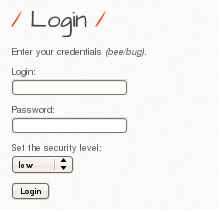 / Login /
Enter your credentials (bee/bug).
Login:
Password:
Set the security level:
low
Login